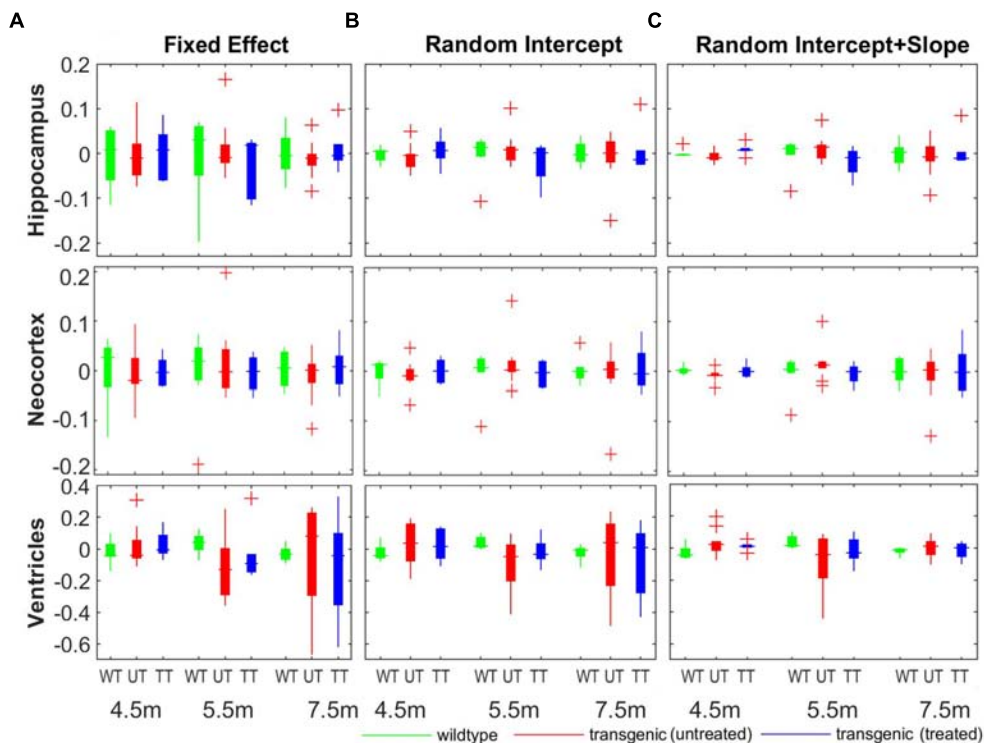 A B C
Fixed Effect Random Intercept Random Intercept+Slope
Hippocampus
0.2
0.1
0
-0.1
-0.2
Neocortex
0.2
0.1
0
-0.1
-0.2
Ventricles
0.4
0.2
0
-0.2
-0.4
-0.6
WT UT TT WT UT TT WT UT TT WT UT TT WT UT TT WT UT TT WT UT TT WT UT TT WT UT TT
4.5m 5.5m 7.5m 4.5m 5.5m 7.5m 4.5m 5.5m 7.5m
wildtype transgenic (untreated) transgenic (treated)